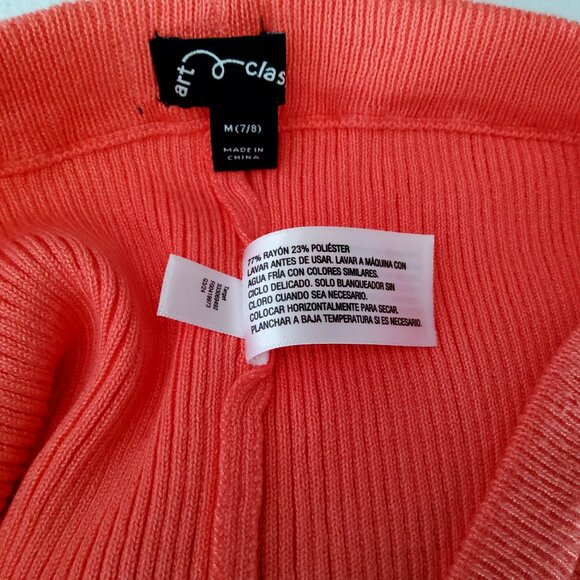 art clas
M (7/8)
MADE IN
CHINA
77% RAYÓN 23% POLIÉSTER
LAVAR ANTES DE USAR. LAVAR A MÁQUINA CON
AGUA FRÍA CON COLORES SIMILARES.
CICLO DELICADO. SOLO BLANQUEADOR SIN
CLORO CUANDO SEA NECESARIO.
COLOCAR HORIZONTALMENTE PARA SECAR.
PLANCHAR A BAJA TEMPERATURA SI ES NECESARIO.
Target